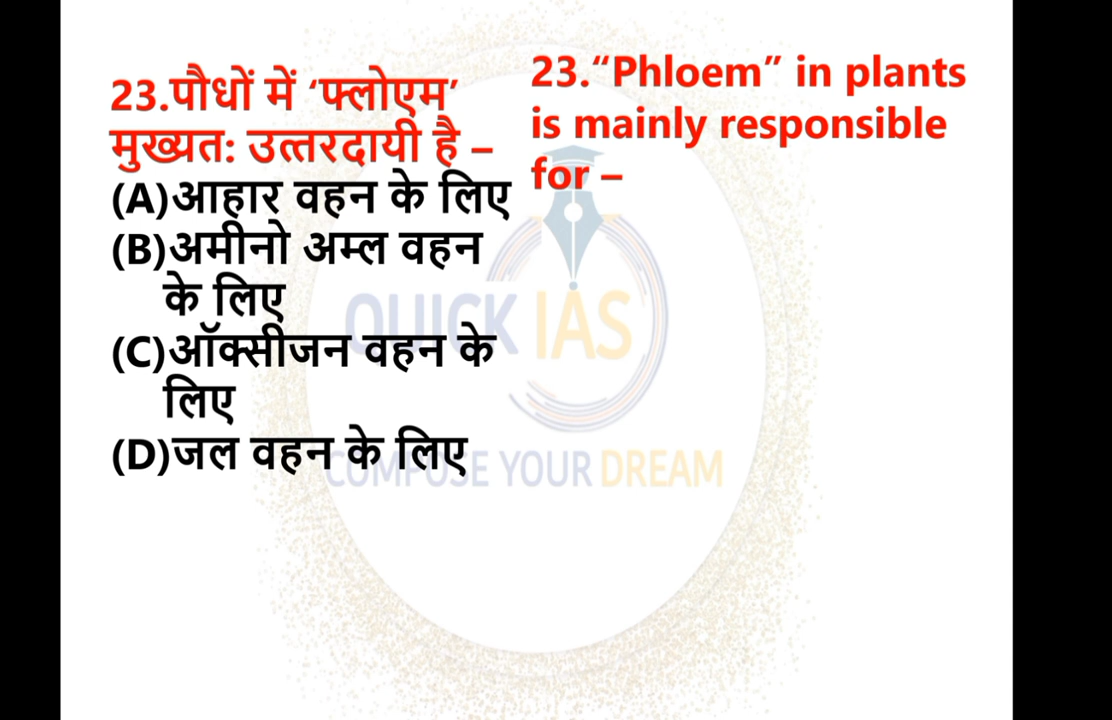 23.पौधों में ‘फ्लोएम’
मुख्यत: उत्तरदायी है –
(A)आहार वहन के लिए
(B)अमीनो अम्ल वहन
के लिए
(C)ऑक्सीजन वहन के
लिए
(D)जल वहन के लिए
23.“Phloem” in plants
is mainly responsible
for –
QUICK IAS
COMPOSE YOUR DREAM